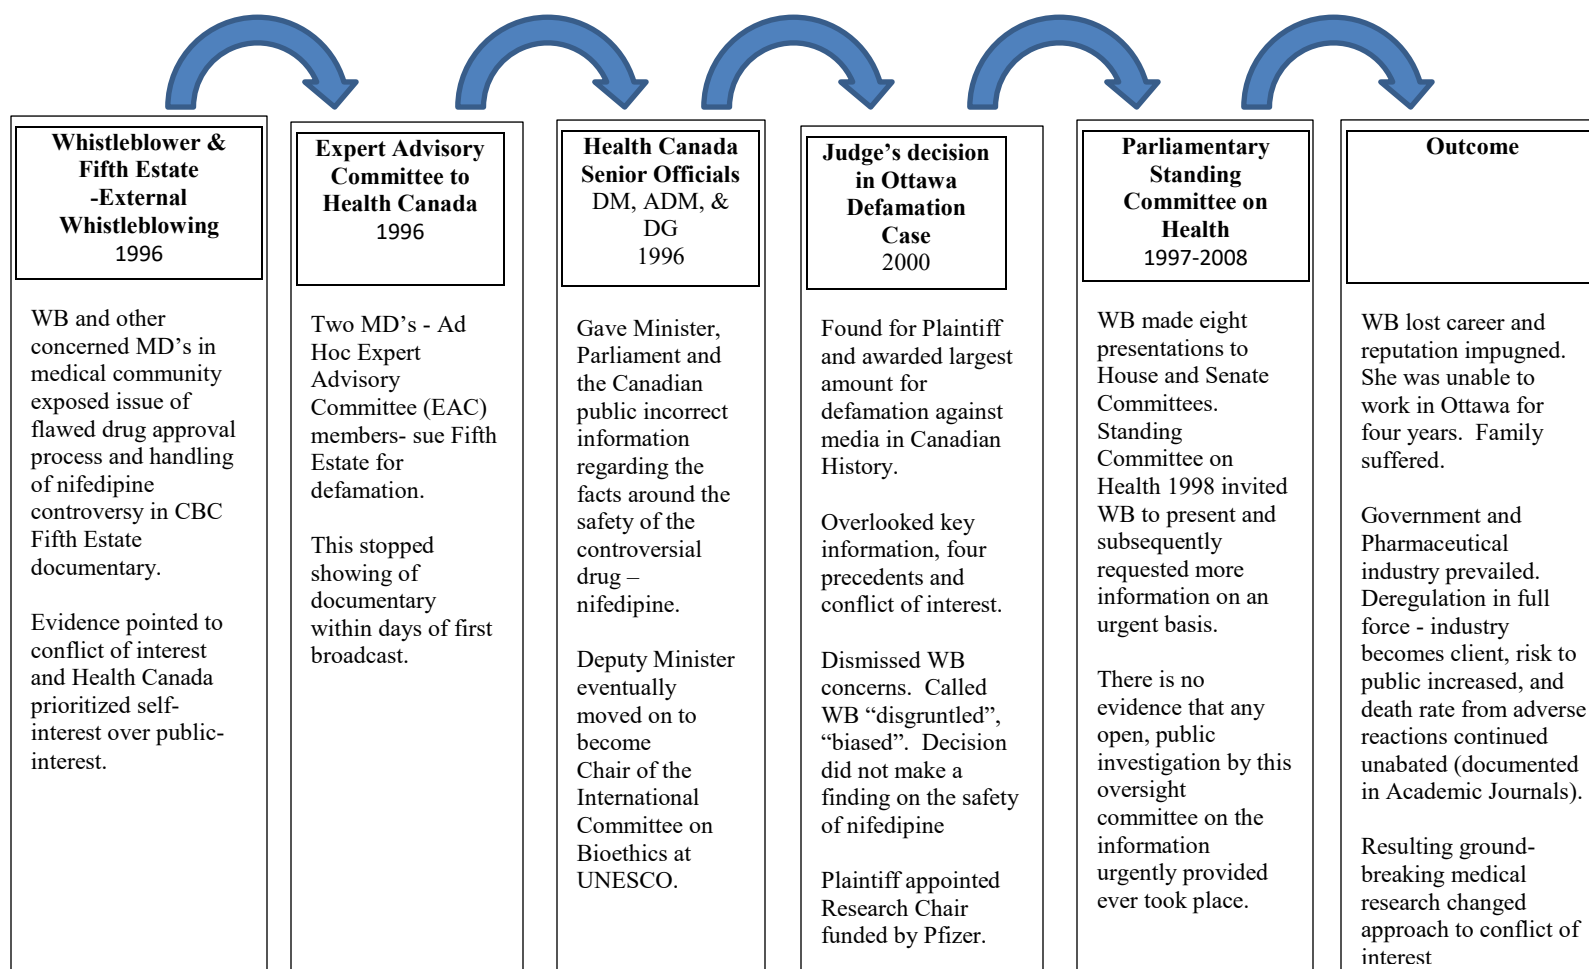 Whistleblower &
Fifth Estate
-External
Whistleblowing
1996
WB and other
concerned MD’s in
medical community
exposed issue of
flawed drug approval
process and handling
of nifedipine
controversy in CBC
Fifth Estate
documentary.
Evidence pointed to
conflict of interest
and Health Canada
prioritized self-
interest over public-
interest.
Expert Advisory
Committee to
Health Canada
1996
Two MD’s - Ad
Hoc Expert
Advisory
Committee (EAC)
members- sue Fifth
Estate for
defamation.
This stopped
showing of
documentary
within days of first
broadcast.
Health Canada
Senior Officials
DM, ADM, &
DG
1996
Gave Minister,
Parliament and
the Canadian
public incorrect
information
regarding the
facts around the
safety of the
controversial
drug –
nifedipine.
Deputy Minister
eventually
moved on to
become
Chair of the
International
Committee on
Bioethics at
UNESCO.
Judge’s decision
in Ottawa
Defamation
Case
2000
Found for Plaintiff
and awarded largest
amount for
defamation against
media in Canadian
History.
Overlooked key
information, four
precedents and
conflict of interest.
Dismissed WB
concerns.  Called
WB “disgruntled”,
“biased”.  Decision
did not make a
finding on the safety
of nifedipine
Plaintiff appointed
Research Chair
funded by Pfizer.
Parliamentary
Standing
Committee on
Health
1997-2008
WB made eight
presentations to
House and Senate
Committees.
Standing
Committee on
Health 1998 invited
WB to present and
subsequently
requested more
information on an
urgent basis.
There is no
evidence that any
open, public
investigation by this
oversight
committee on the
information
urgently provided
ever took place.
Outcome
WB lost career and
reputation impugned.
She was unable to
work in Ottawa for
four years.  Family
suffered.
Government and
Pharmaceutical
industry prevailed.
Deregulation in full
force - industry
becomes client, risk to
public increased, and
death rate from adverse
reactions continued
unabated (documented
in Academic Journals).
Resulting ground-
breaking medical
research changed
approach to conflict of
interest